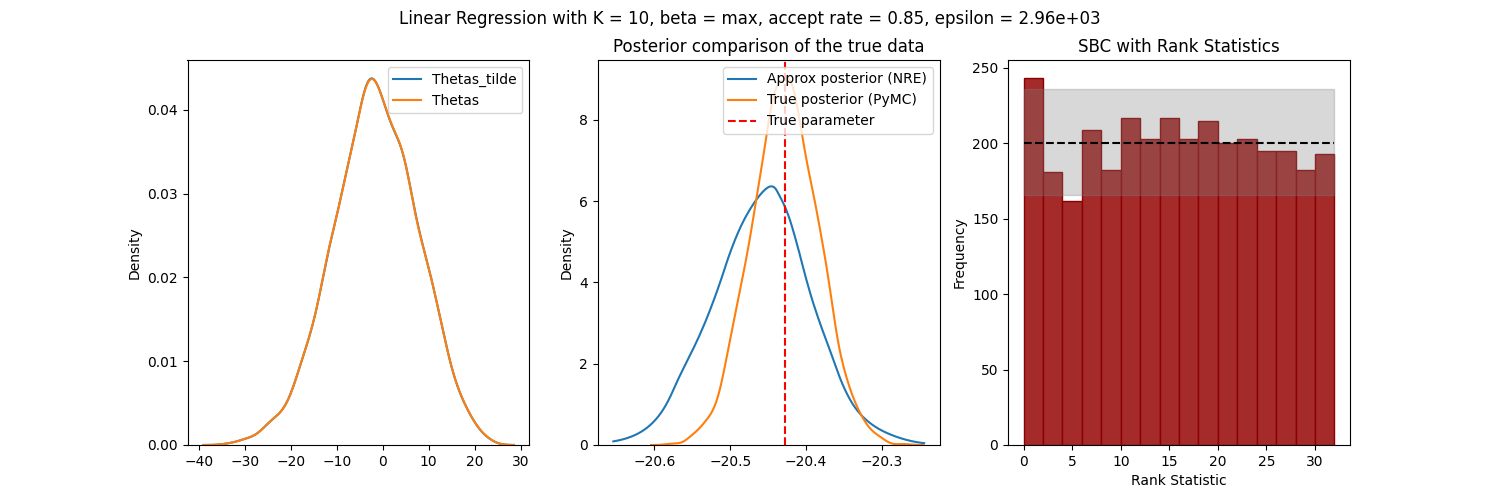 Linear Regression with K = 10, beta = max, accept rate = 0.85, epsilon = 2.96e+03
Density
0.04
0.03
0.02
0.01
0.00
−40 −30 −20 −10 0 10 20 30
Thetas_tilde
Thetas
Posterior comparison of the true data
Density
8
6
4
2
0
−20.6 −20.5 −20.4 −20.3
Approx posterior (NRE)
True posterior (PyMC)
True parameter
SBC with Rank Statistics
Frequency
250
200
150
100
50
0
0 5 10 15 20 25 30
Rank Statistic